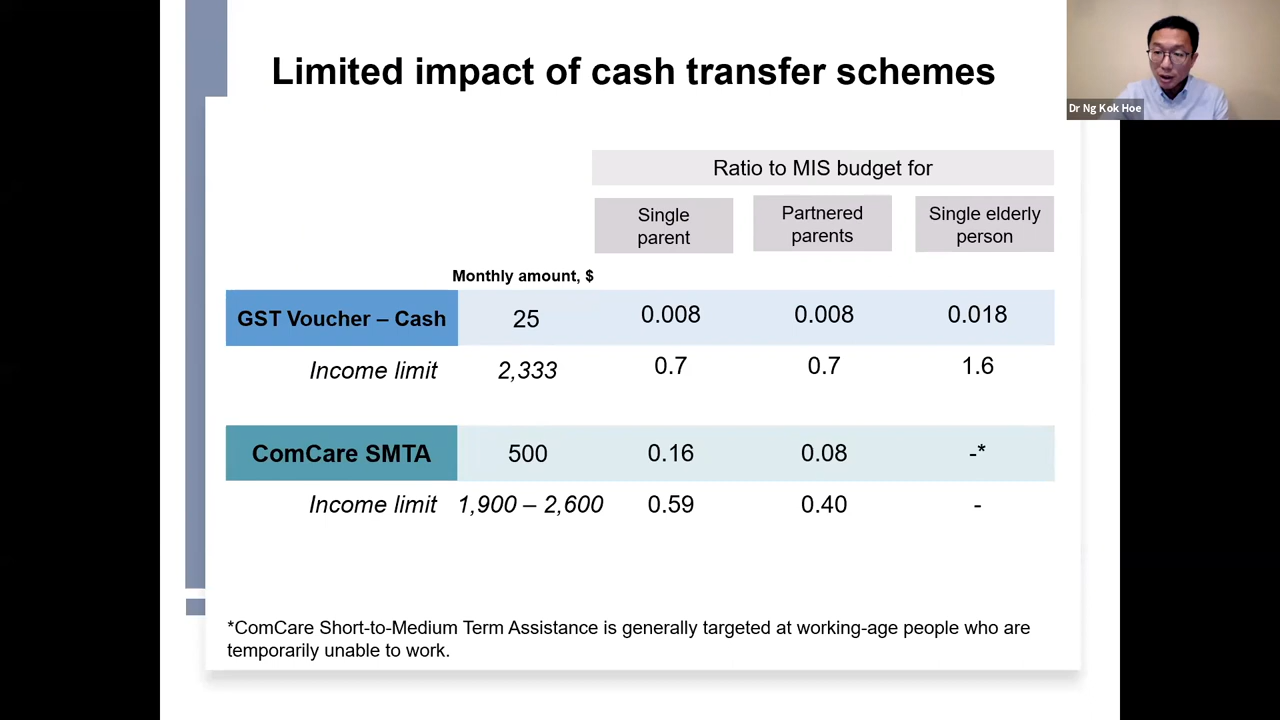 Limited impact of cash transfer schemes
Dr Ng Kok Hoe
Ratio to MIS budget for
Single
parent
Partnered
parents
Single elderly
person
Monthly amount, $
GST Voucher – Cash 25 0.008 0.008 0.018
Income limit 2,333 0.7 0.7 1.6
ComCare SMTA 500 0.16 0.08 -*
Income limit 1,900 – 2,600 0.59 0.40 -
*ComCare Short-to-Medium Term Assistance is generally targeted at working-age people who are
temporarily unable to work.